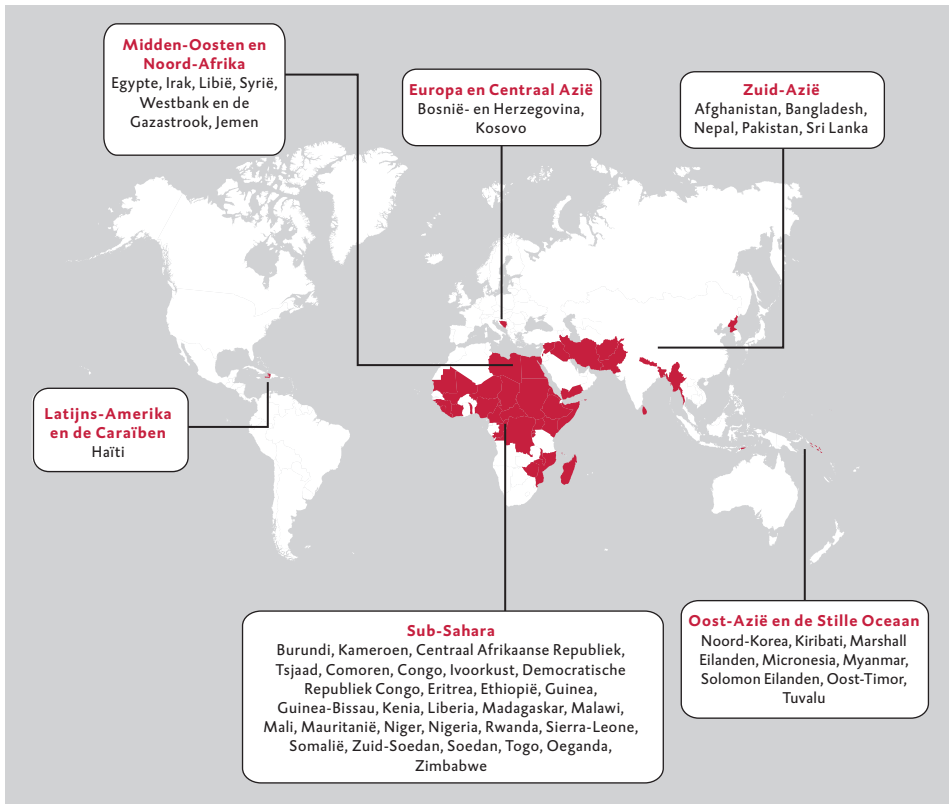 Midden-Oosten en
Noord-Afrika
Egypte, Irak, Libië, Syrië,
Westbank en de
Gazastrook, Jemen
Europa en Centraal Azië
Bosnië- en Herzegovina,
Kosovo
Zuid-Azië
Afghanistan, Bangladesh,
Nepal, Pakistan, Sri Lanka
Latijns-Amerika
en de Caraïben
Haïti
Sub-Sahara
Burundi, Kameroen, Centraal Afrikaanse Republiek,
Tsjaad, Comoren, Congo, Ivoorkust, Democratische
Republiek Congo, Eritrea, Ethiopië, Guinea,
Guinea-Bissau, Kenia, Liberia, Madagaskar, Malawi,
Mali, Mauritanië, Niger, Nigeria, Rwanda, Sierra-Leone,
Somalië, Zuid-Soedan, Soedan, Togo, Oeganda,
Zimbabwe
Oost-Azië en de Stille Oceaan
Noord-Korea, Kiribati, Marshall
Eilanden, Micronesia, Myanmar,
Solomon Eilanden, Oost-Timor,
Tuvalu